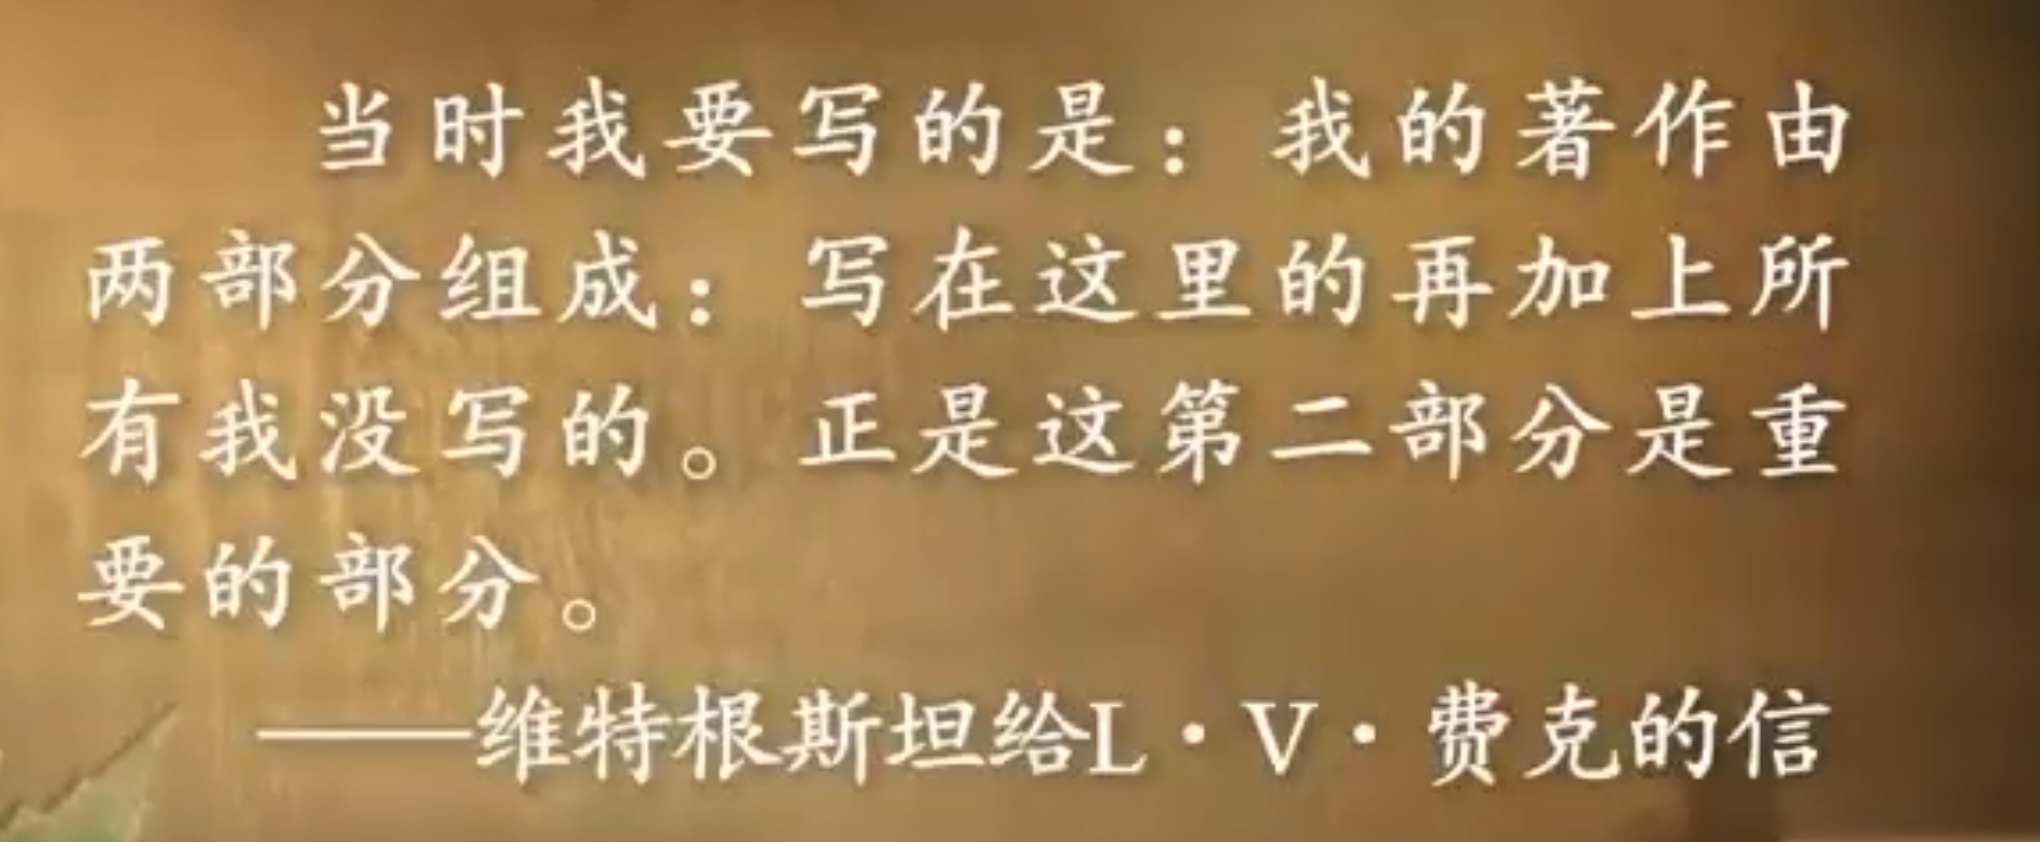 当时我要写的是：我的著作由
两部分组成：写在这里的再加上所
有我没写的。正是这第二部分是重
要的部分。
——维特根斯坦给L·V·费克的信